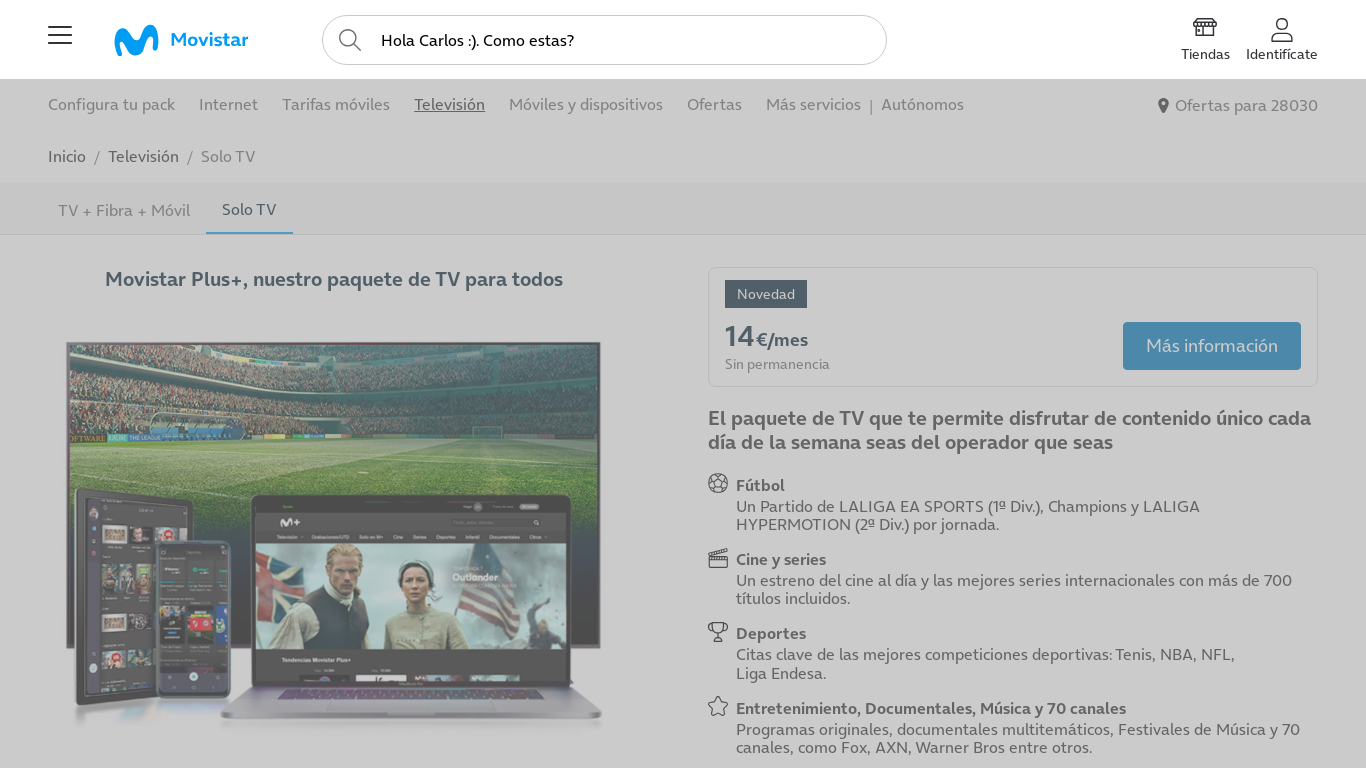 Movistar
Hola Carlos :). Como estas?
Tiendas
Identifícate
Configura tu pack
Internet
Tarifas móviles
Televisión
Móviles y dispositivos
Ofertas
Más servicios
|
Autónomos
Ofertas para 28030
Inicio / Televisión / Solo TV
TV + Fibra + Móvil
Solo TV
Movistar Plus+, nuestro paquete de TV para todos
Outlander
Tendencias Movistar Plus+
Novedad
14€/mes
Sin permanencia
Más información
El paquete de TV que te permite disfrutar de contenido único cada
día de la semana seas del operador que seas
Fútbol
Un Partido de LALIGA EA SPORTS (1ª Div.), Champions y LALIGA
HYPERMOTION (2ª Div.) por jornada.
Cine y series
Un estreno del cine al día y las mejores series internacionales con más de 700
títulos incluidos.
Deportes
Citas clave de las mejores competiciones deportivas: Tenis, NBA, NFL,
Liga Endesa.
Entretenimiento, Documentales, Música y 70 canales
Programas originales, documentales multitemáticos, Festivales de Música y 70
canales, como Fox, AXN, Warner Bros entre otros.